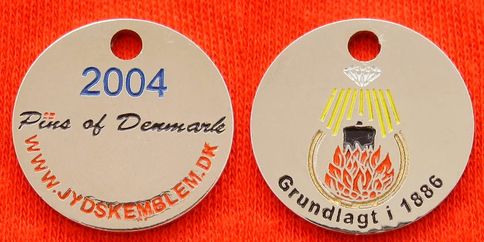 2004
Pins of Denmark
WWW.JYDSKEMBLEM.DK
Grundlagt i 1886